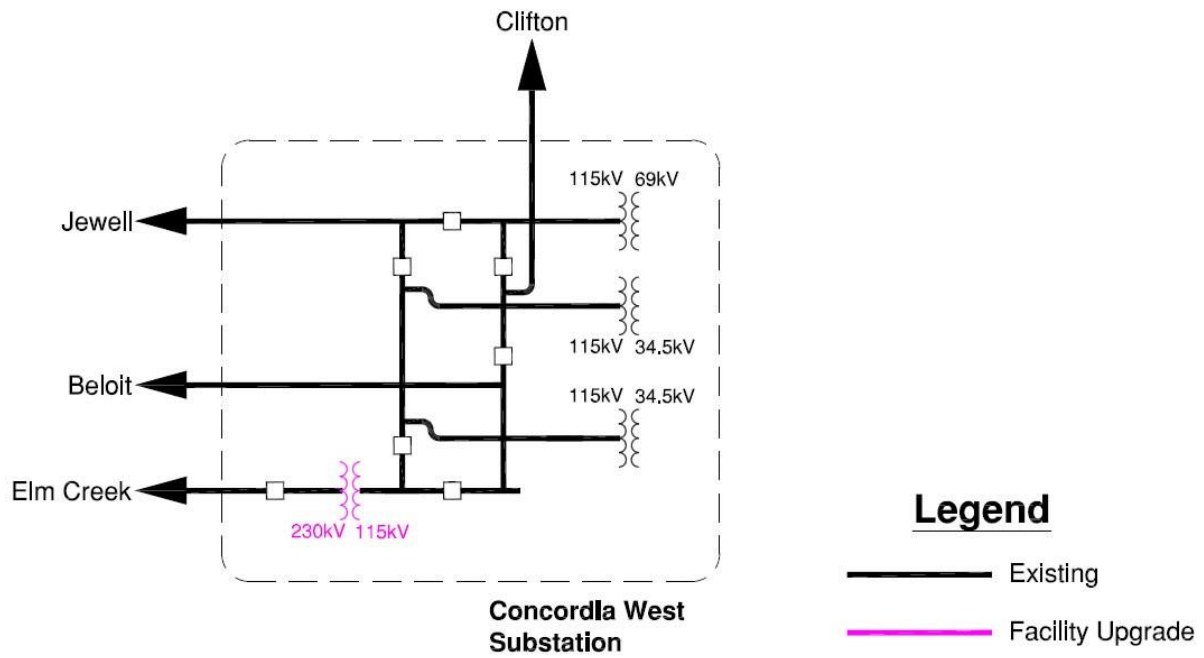 Clifton
115kV 69kV
Jewell
115kV 34.5kV
Beloit
115kV 34.5kV
Elm Creek
230kV 115kV
Legend
Existing
Concordia West
Substation
Facility Upgrade